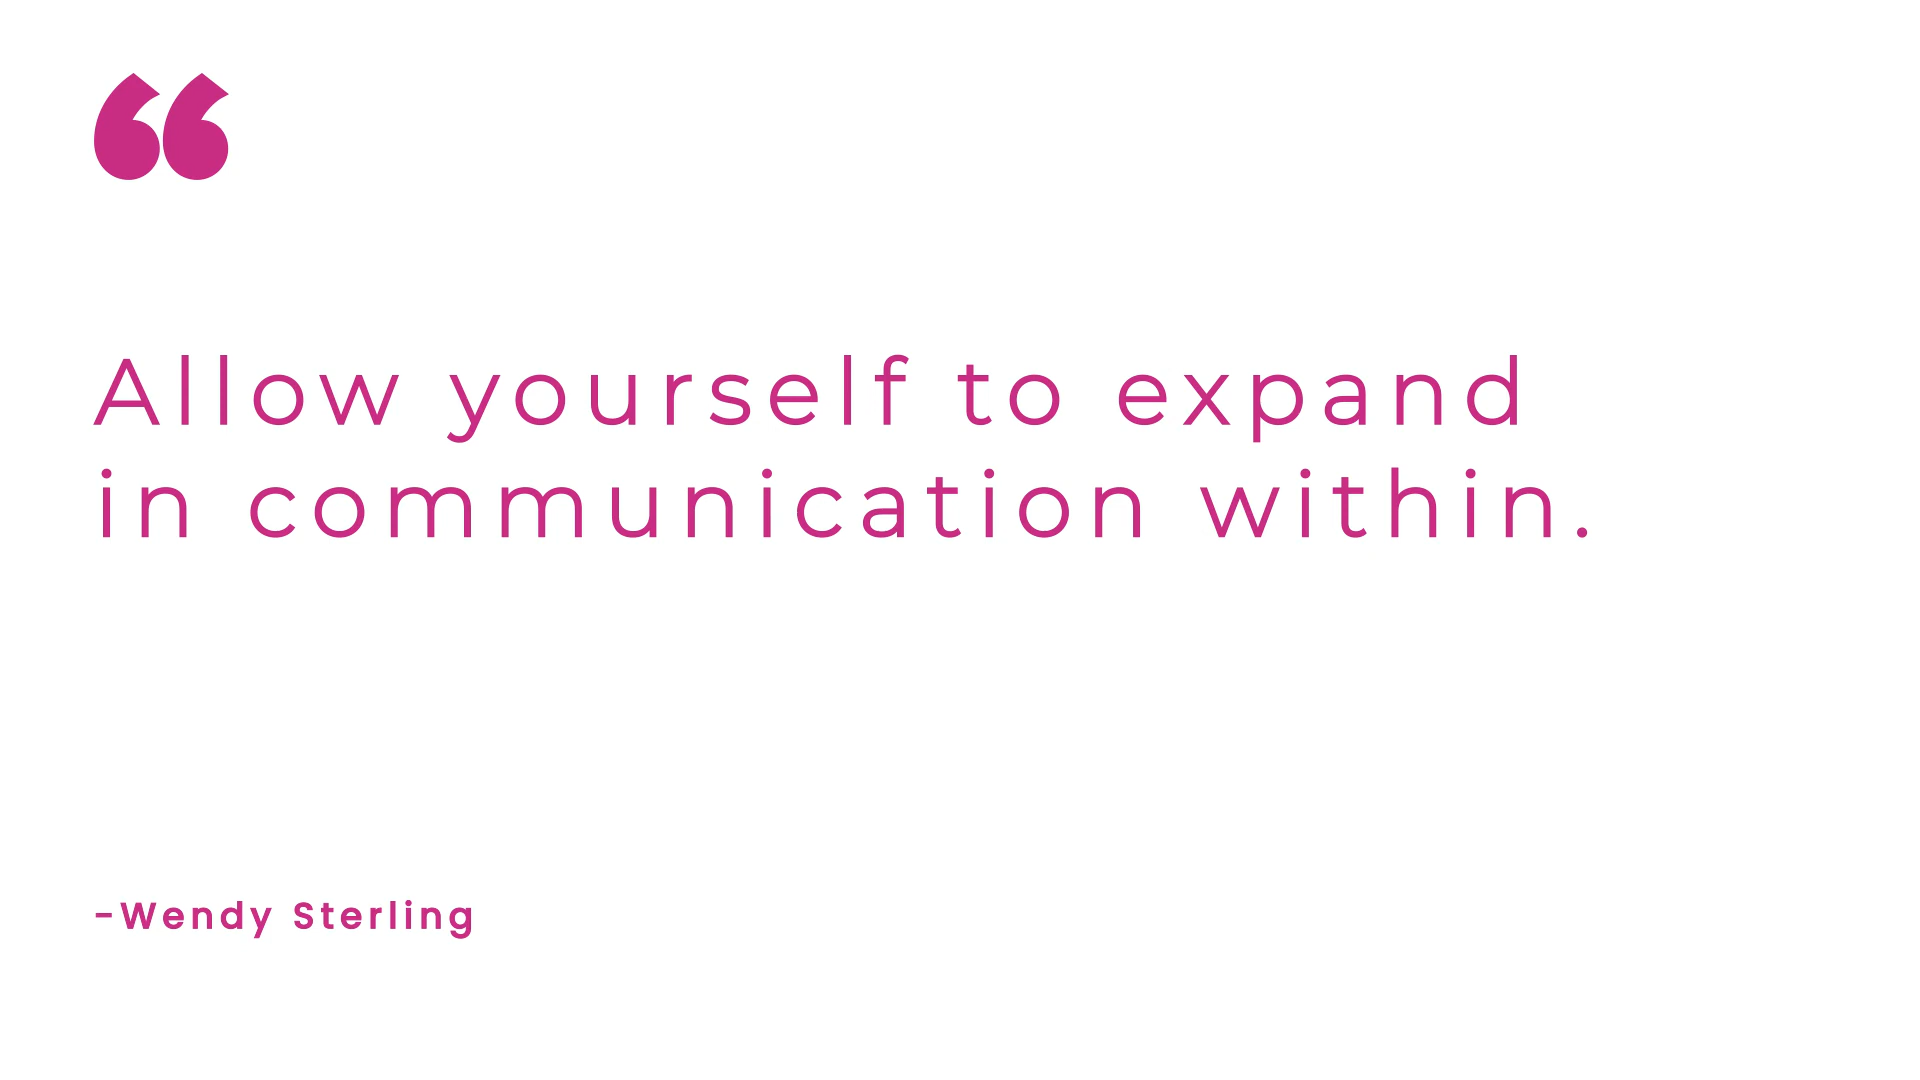 “
Allow yourself to expand
in communication within.
-Wendy Sterling